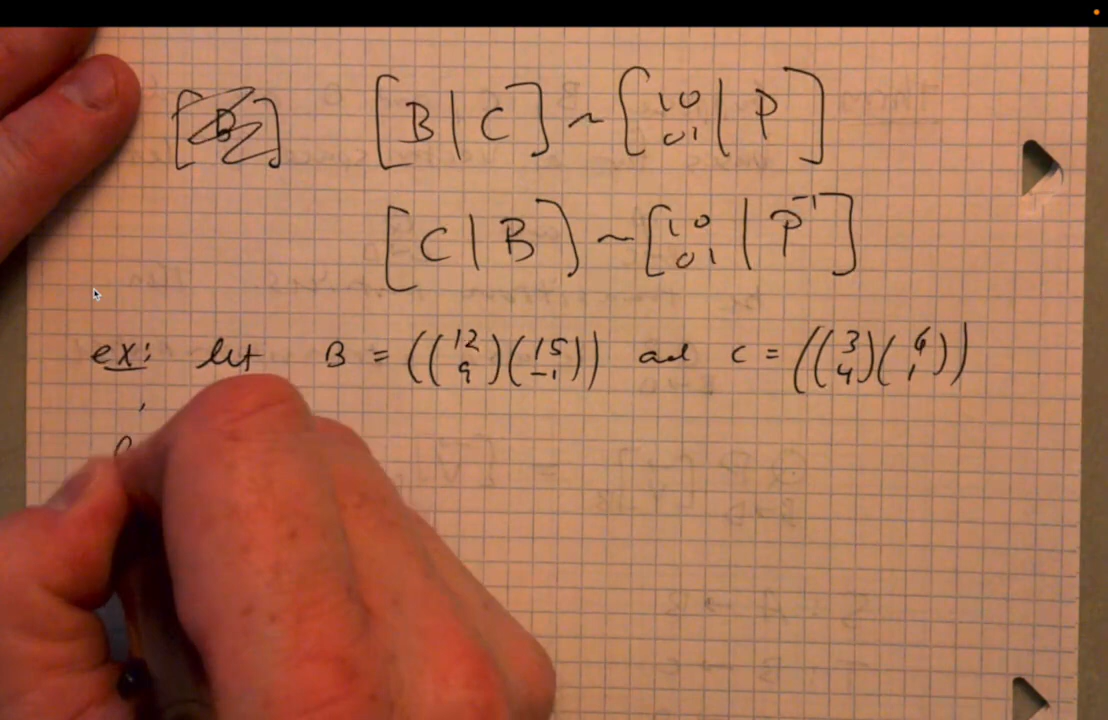 [B | C] ~ [1 0 0 1 | P]
[C | B] ~ [1 0 0 1 | P⁻¹]
ex: let B = ((12 9)(15 -1)) ad C = ((3 4)(6 1))